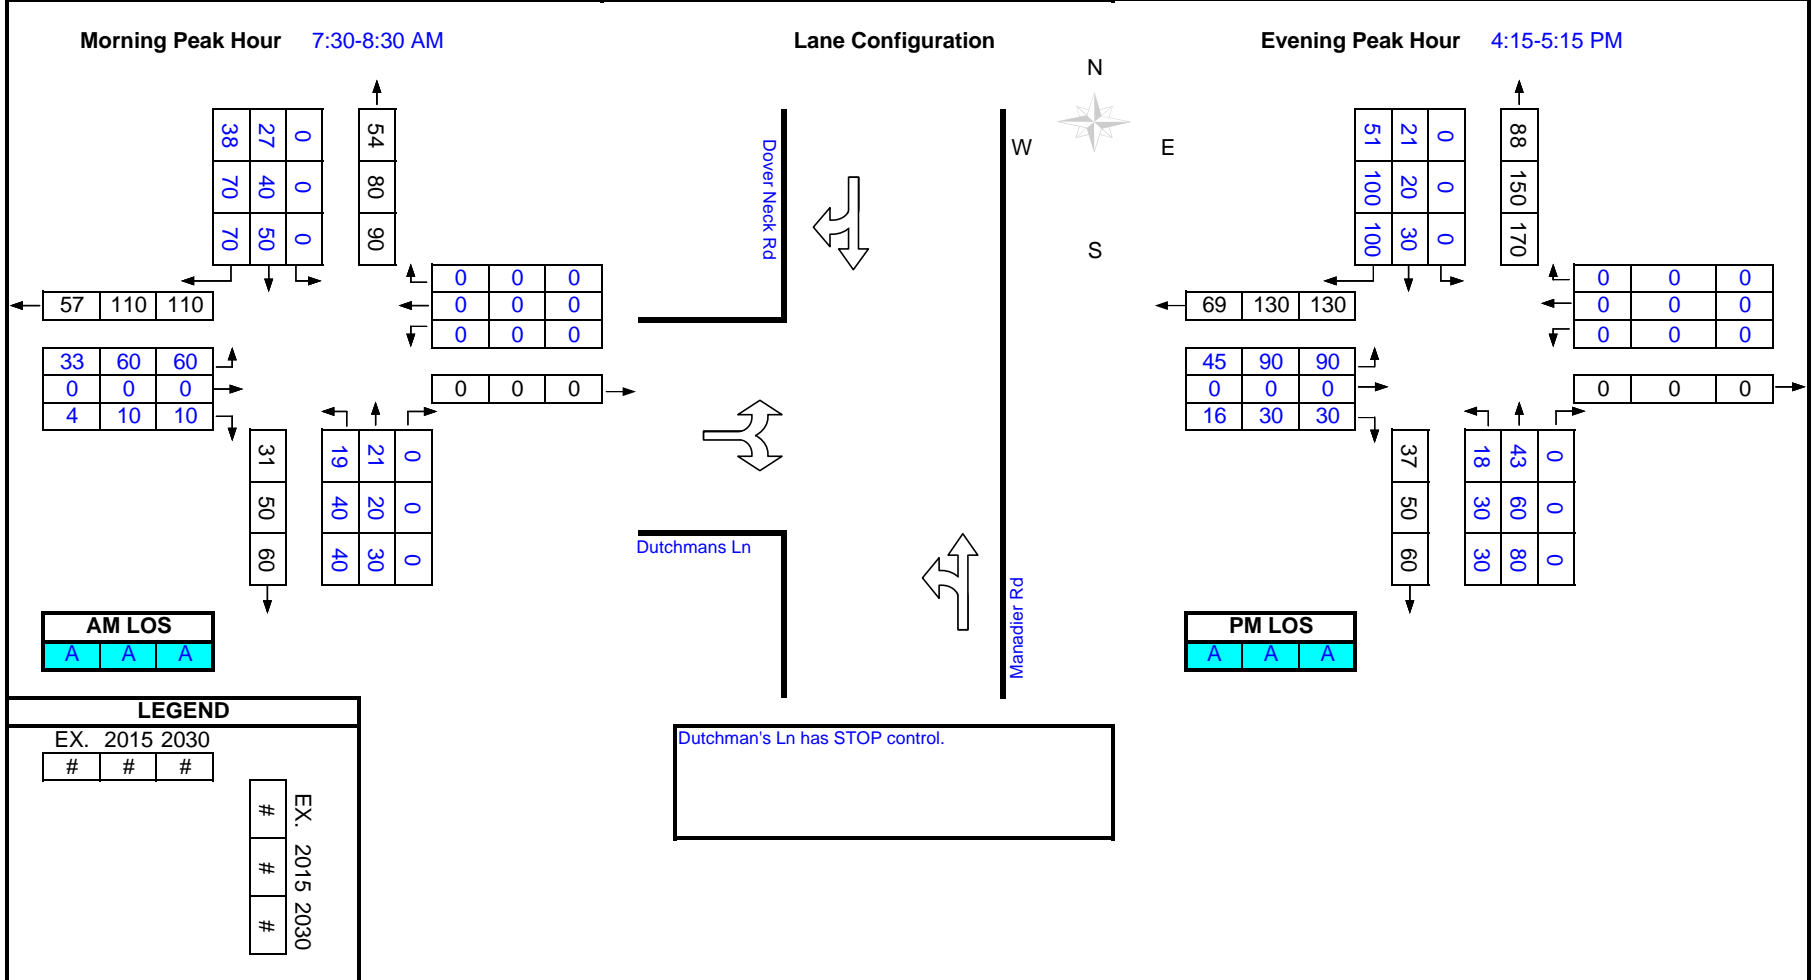 Morning Peak Hour 7:30-8:30 AM
38 27 0
70 40 0
70 50 0
54 80 90
0 0 0
0 0 0
0 0 0
57 110 110
33 60 60
0 0 0
4 10 10
0 0 0
31 50 60
19 21 0
40 20 0
40 30 0
AM LOS
A A A
LEGEND
EX. 2015 2030
# # #
EX. 2015 2030
# # #
Lane Configuration
N
W
E
S
Dover Neck Rd
Dutchmans Ln
Manadier Rd
Dutchman's Ln has STOP control.
Evening Peak Hour 4:15-5:15 PM
51 21 0
100 20 0
100 30 0
88 150 170
0 0 0
0 0 0
0 0 0
69 130 130
45 90 90
0 0 0
16 30 30
0 0 0
37 50 60
18 43 0
30 60 0
30 80 0
PM LOS
A A A